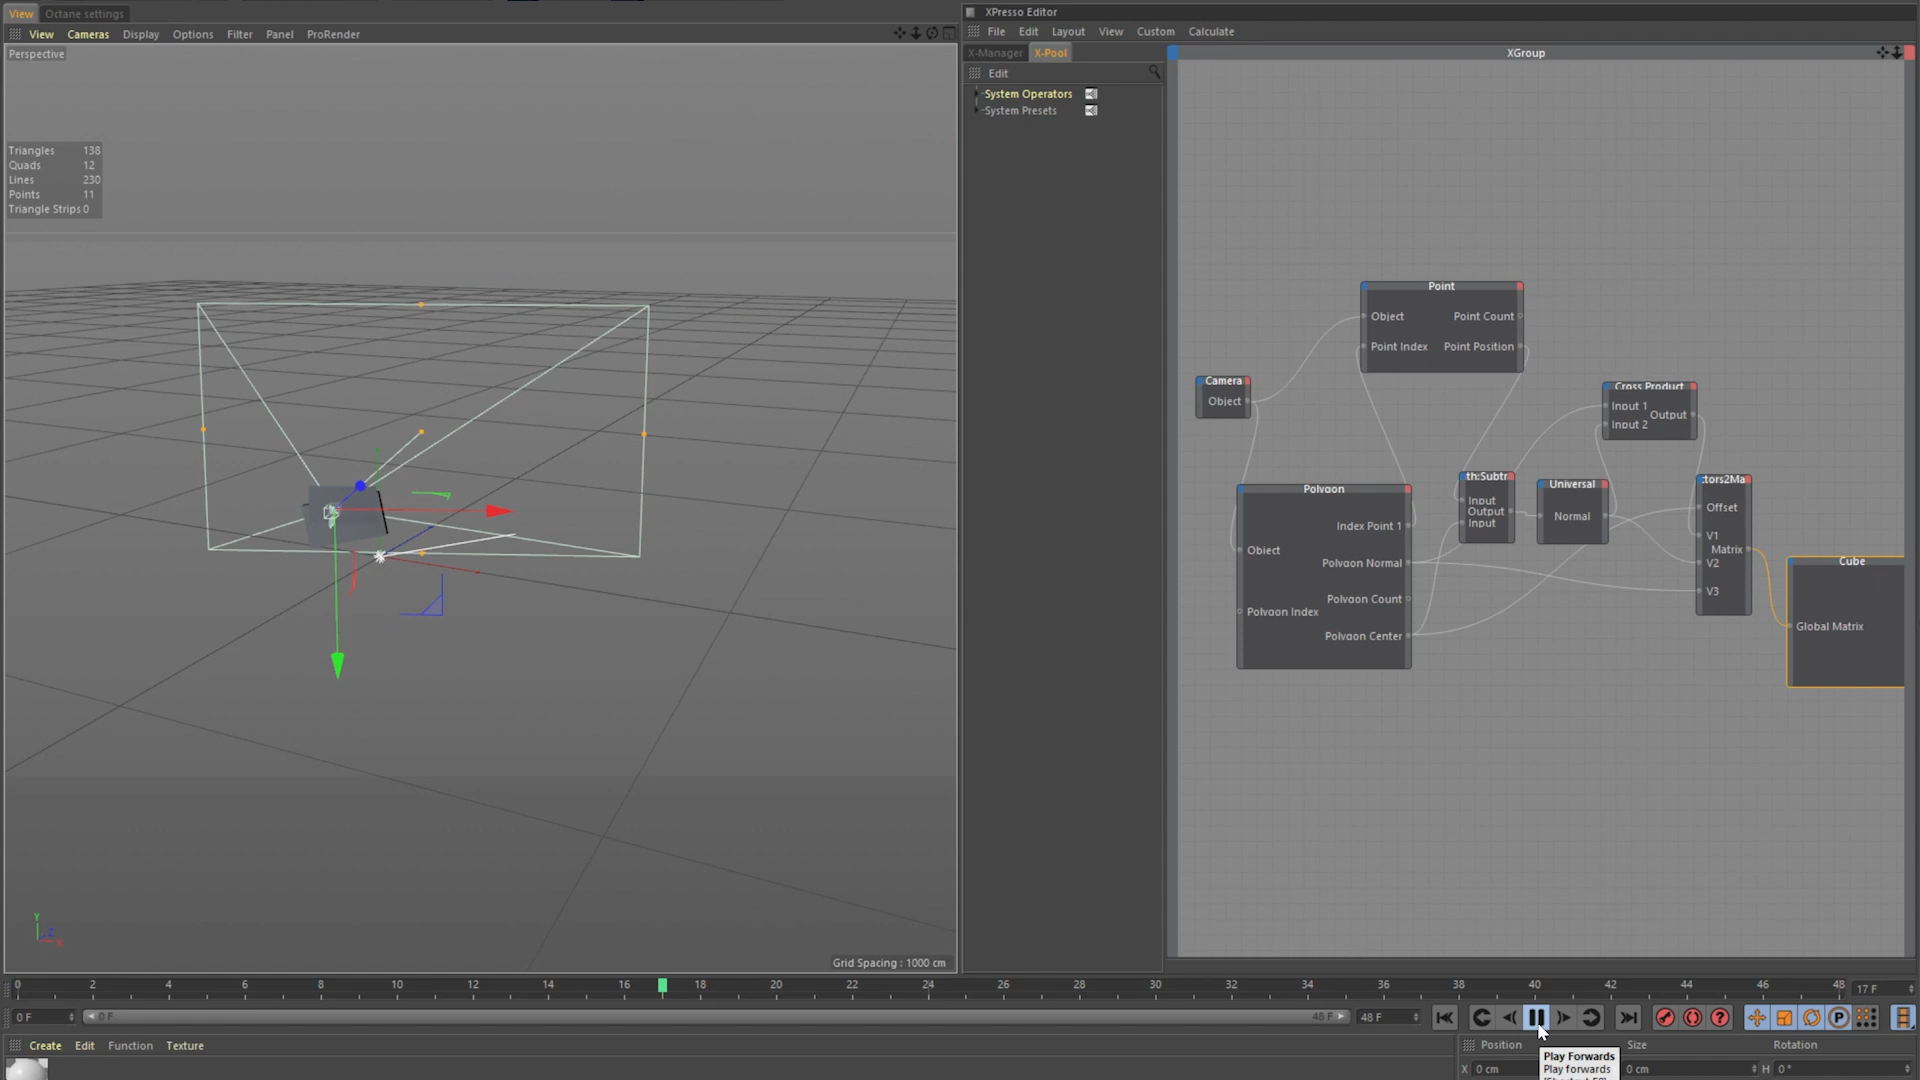 View Octane settings
View Cameras Display Options Filter Panel ProRender
Perspective
Triangles 138
Quads 12
Lines 230
Points 11
Triangle Strips 0
Y
Z
X
Grid Spacing : 1000 cm
XPresso Editor
File Edit Layout View Custom Calculate
X-Manager X-Pool
Edit
System Operators
System Presets
XGroup
Point
Object Point Count
Point Index Point Position
Camera
Object
Cross Product
Input 1
Output
Input 2
Polygon
Index Point 1
Object
Polygon Normal
Polygon Count
Polygon Index
Polygon Center
th:Subtr
Input
Output
Input
Universal
Normal
ctors2Ma
Offset
V1
Matrix
V2
V3
Cube
Global Matrix
0 2 4 6 8 10 12 14 16 18 20 22 24 26 28 30 32 34 36 38 40 42 44 46 48 17 F
0 F 0 F 48 F 48 F
P
Create Edit Function Texture
Position Size Rotation
X 0 cm 0 cm H 0 °
Play Forwards
Play forwards